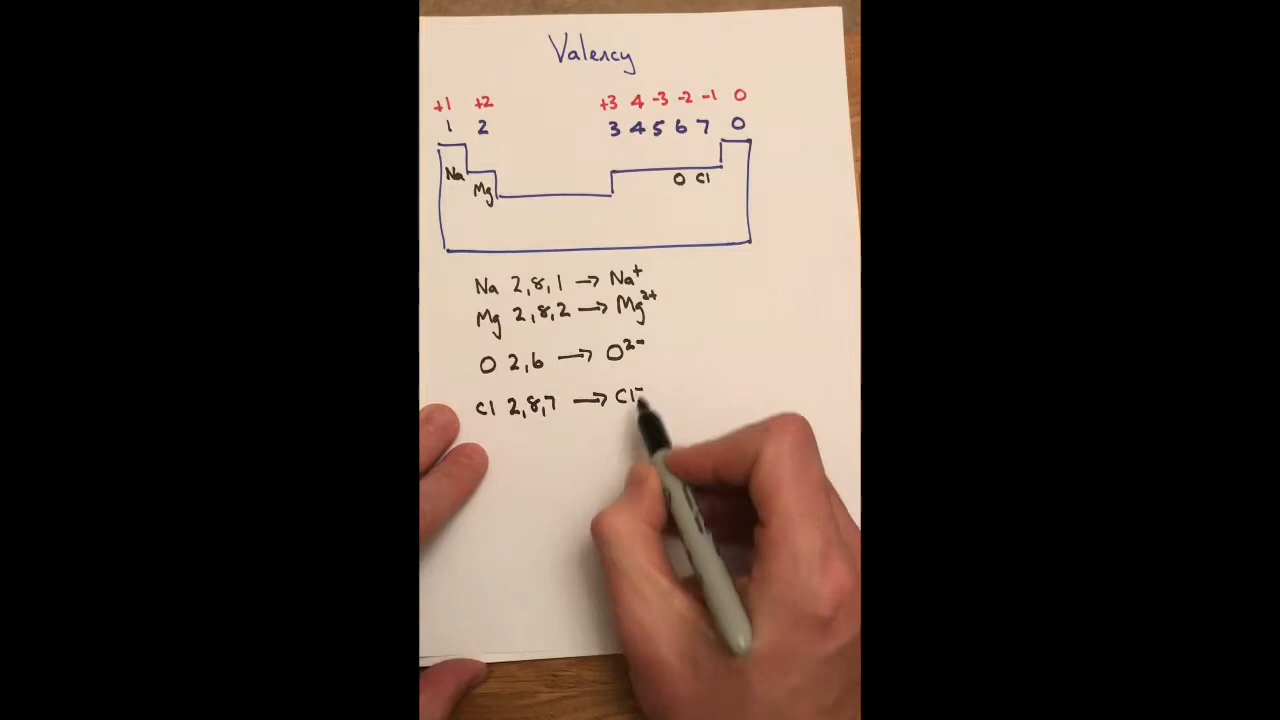 Valency
+1 +2 +3 4 -3 -2 -1 0
1 2 3 4 5 6 7 0
Na Mg O Cl
Na 2,8,1 → Na⁺
Mg 2,8,2 → Mg²⁺
O 2,6 → O²⁻
Cl 2,8,7 → Cl⁻